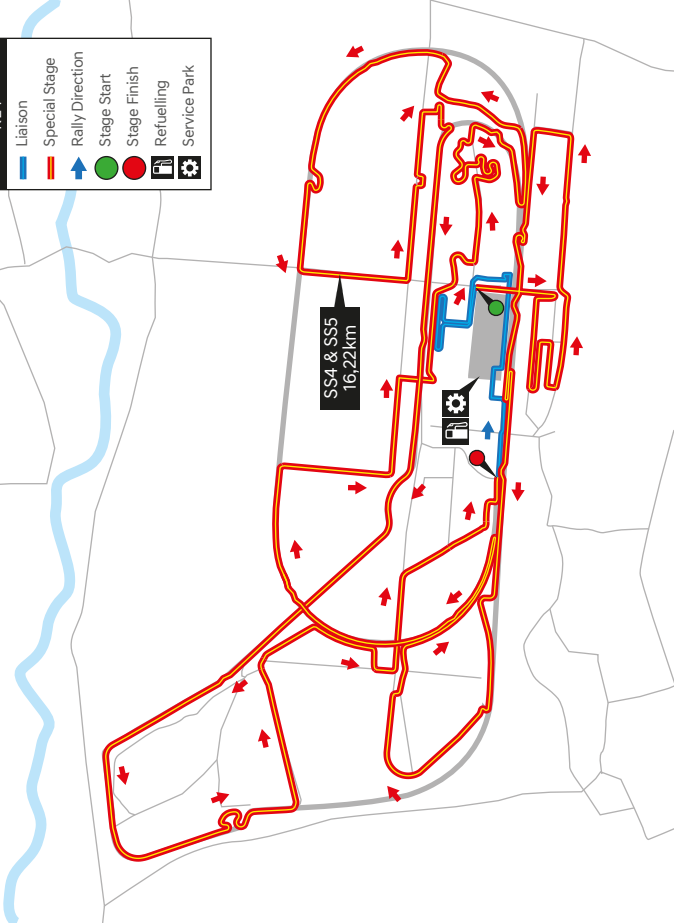 Liaison
Special Stage
Rally Direction
Stage Start
Stage Finish
Refuelling
Service Park
SS4 & SS5
16,22km